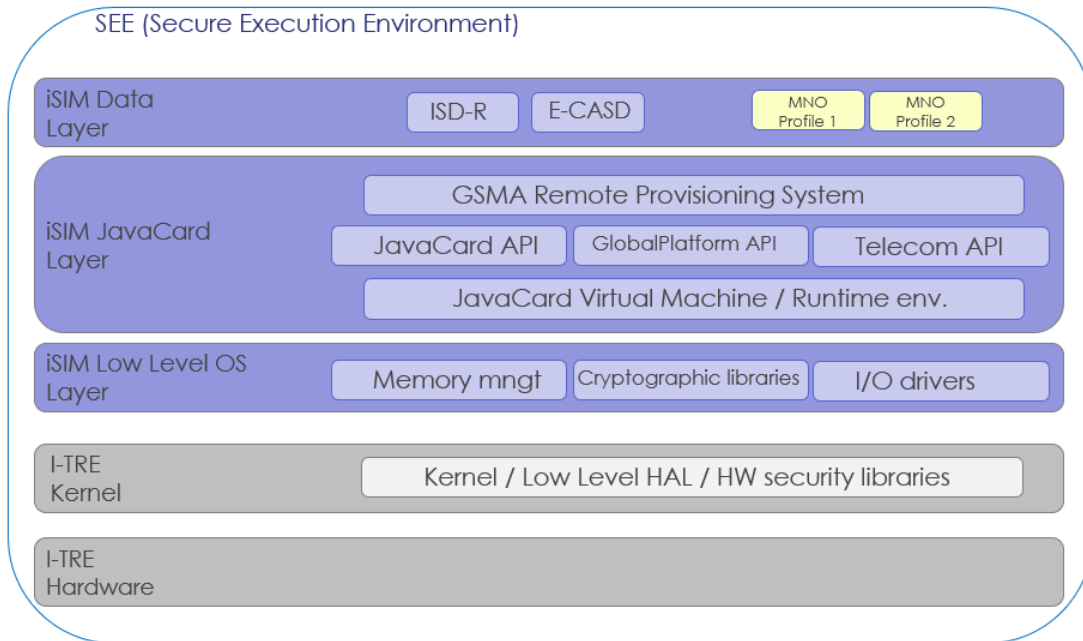 SEE (Secure Execution Environment)
iSIM Data
Layer
ISD-R
E-CASD
MNO
Profile 1
MNO
Profile 2
iSIM JavaCard
Layer
GSMA Remote Provisioning System
JavaCard API
GlobalPlatform API
Telecom API
JavaCard Virtual Machine / Runtime env.
iSIM Low Level OS
Layer
Memory mngt
Cryptographic libraries
I/O drivers
I-TRE
Kernel
Kernel / Low Level HAL / HW security libraries
I-TRE
Hardware